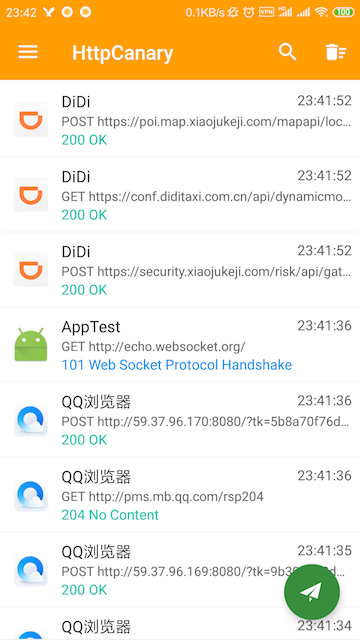 23:42 0.1KB/s VPN 4G 4G 100
HttpCanary
DiDi 23:41:52
POST https://poi.map.xiaojukeji.com/mapapi/loc...
200 OK
DiDi 23:41:52
GET https://conf.diditaxi.com.cn/api/dynamicmo...
200 OK
DiDi 23:41:52
POST https://security.xiaojukeji.com/risk/api/gat...
200 OK
AppTest 23:41:36
GET http://echo.websocket.org/
101 Web Socket Protocol Handshake
QQ浏览器 23:41:36
POST http://59.37.96.170:8080/?tk=5b8a70f76d...
200 OK
QQ浏览器 23:41:36
GET http://pms.mb.qq.com/rsp204
204 No Content
QQ浏览器 23:41:35
POST http://59.37.96.169:8080/?tk=9b39
200 OK
QQ浏览器 23:41:34